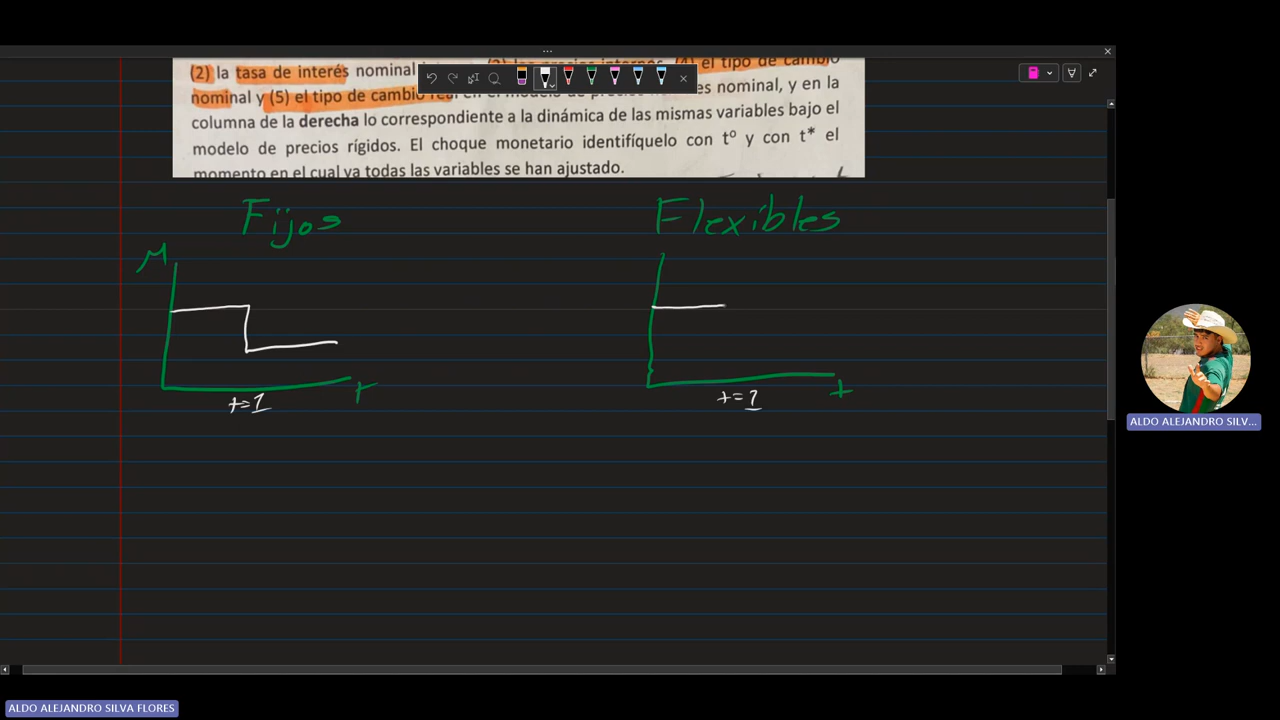 (2) la tasa de interés nominal el tipo de cambio
nominal y (5) el tipo de cambio es nominal, y en la
columna de la derecha lo correspondiente a la dinámica de las mismas variables bajo el
modelo de precios rígidos. El choque monetario identifíquelo con t° y con t* el
momento en el cual ya todas las variables se han ajustado.
Fijos Flexibles
M
t t
t=1 t=1
ALDO ALEJANDRO SILV...
ALDO ALEJANDRO SILVA FLORES